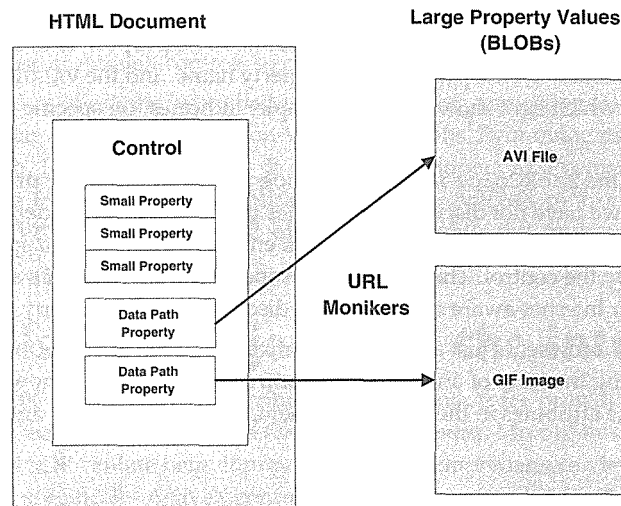 HTML Document
Large Property Values
(BLOBs)
Control
Small Property
Small Property
Small Property
Data Path
Property
Data Path
Property
URL
Monikers
AVI File
GIF Image